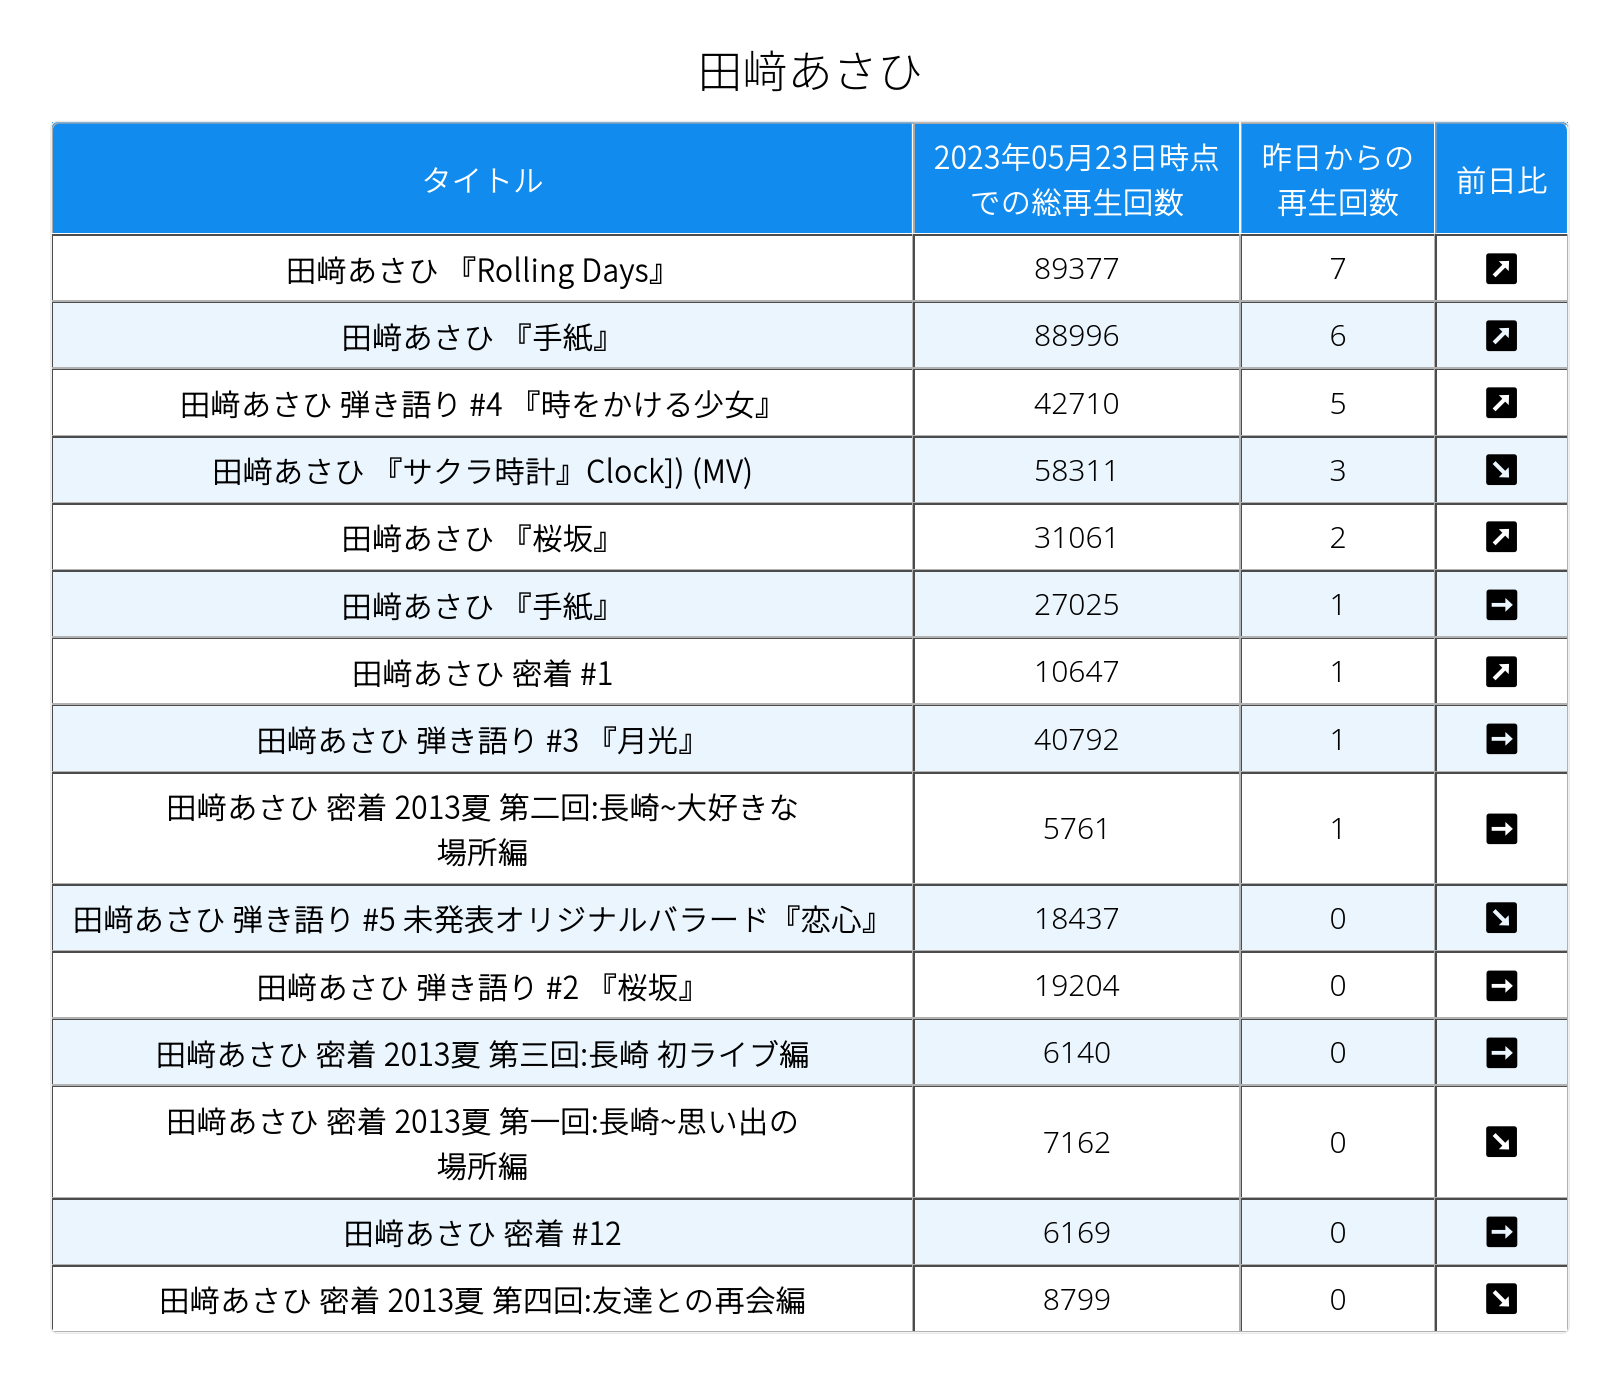 田﨑あさひ
タイトル
2023年05月23日時点
での総再生回数
昨日からの
再生回数
前日比
田﨑あさひ 『Rolling Days』 89377 7
田﨑あさひ 『手紙』 88996 6
田﨑あさひ 弾き語り #4 『時をかける少女』 42710 5
田﨑あさひ 『サクラ時計』Clock]) (MV) 58311 3
田﨑あさひ 『桜坂』 31061 2
田﨑あさひ 『手紙』 27025 1
田﨑あさひ 密着 #1 10647 1
田﨑あさひ 弾き語り #3 『月光』 40792 1
田﨑あさひ 密着 2013夏 第二回:長崎~大好きな
場所編 5761 1
田﨑あさひ 弾き語り #5 未発表オリジナルバラード『恋心』 18437 0
田﨑あさひ 弾き語り #2 『桜坂』 19204 0
田﨑あさひ 密着 2013夏 第三回:長崎 初ライブ編 6140 0
田﨑あさひ 密着 2013夏 第一回:長崎~思い出の
場所編 7162 0
田﨑あさひ 密着 #12 6169 0
田﨑あさひ 密着 2013夏 第四回:友達との再会編 8799 0